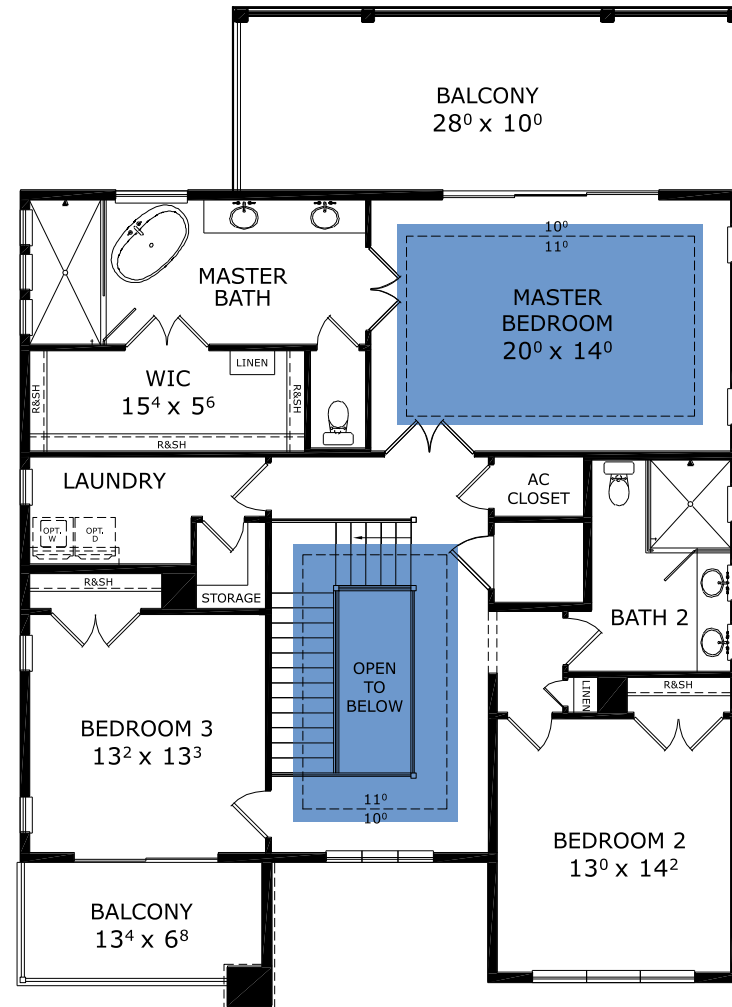 BALCONY
28⁰ x 10⁰
10⁰
11⁰
MASTER
BATH
MASTER
BEDROOM
20⁰ x 14⁰
LINEN
WIC
15⁴ x 5⁶
R&SH
R&SH
R&SH
LAUNDRY
AC
CLOSET
OPT.
W
OPT.
D
R&SH
STORAGE
BATH 2
OPEN
TO
BELOW
LINEN
R&SH
BEDROOM 3
13² x 13³
11⁰
10⁰
BEDROOM 2
13⁰ x 14²
BALCONY
13⁴ x 6⁸